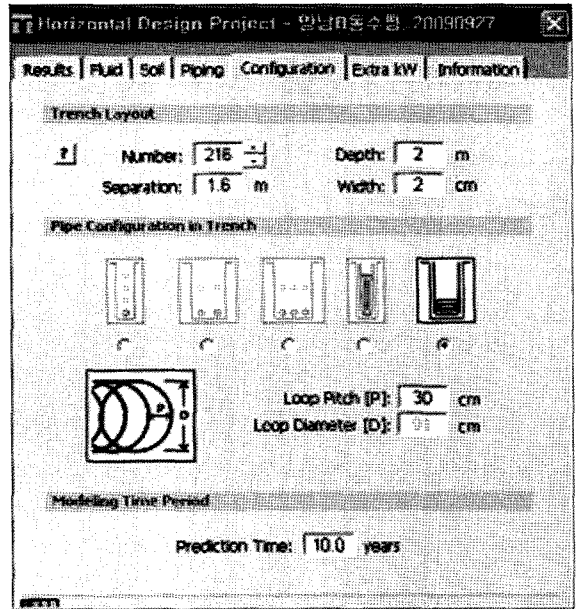 Horizontal Design Project - 20090927
Results Fluid Soil Piping Configuration Extra kW Information
Trench Layout
? Number: 216 Depth: 2 m
Separation: 1.6 m Width: 2 cm
Pipe Configuration in Trench
P D
Loop Pitch [P]: 30 cm
Loop Diameter [D]: 91 cm
Modeling Time Period
Prediction Time: 10.0 years